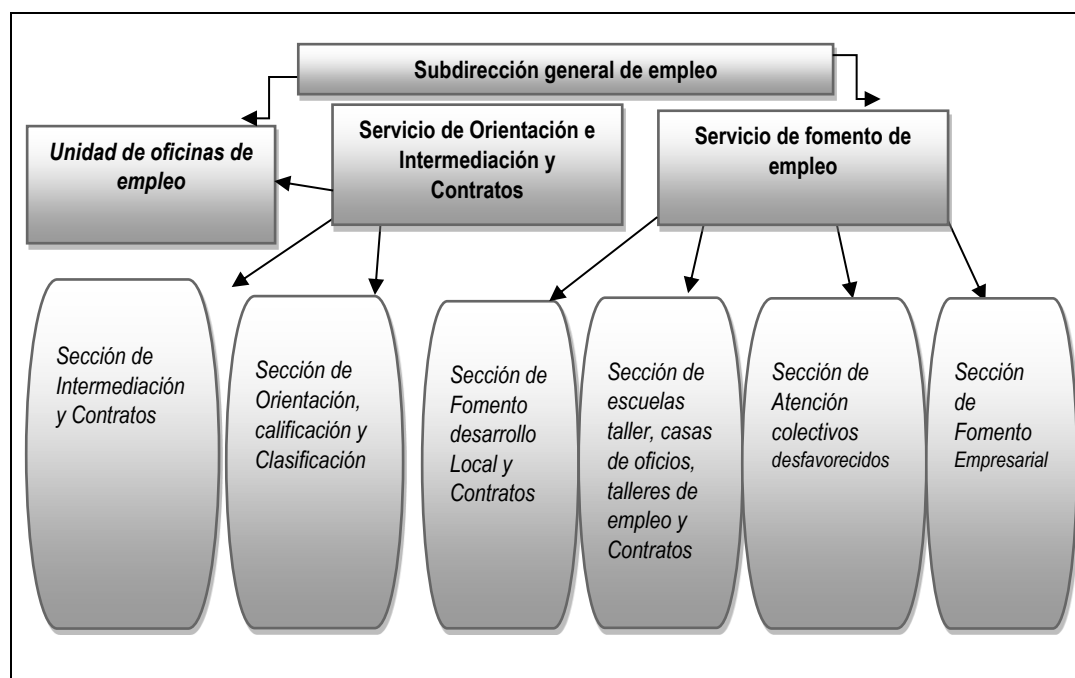 Subdirección general de empleo
Unidad de oficinas de
empleo
Servicio de Orientación e
Intermediación y
Contratos
Servicio de fomento de
empleo
Sección de
Intermediación
y Contratos
Sección de
Orientación,
calificación y
Clasificación
Sección de
Fomento
desarrollo
Local y
Contratos
Sección de
escuelas
taller, casas
de oficios,
talleres de
empleo y
Contratos
Sección de
Atención
colectivos
desfavorecidos
Sección
de
Fomento
Empresarial